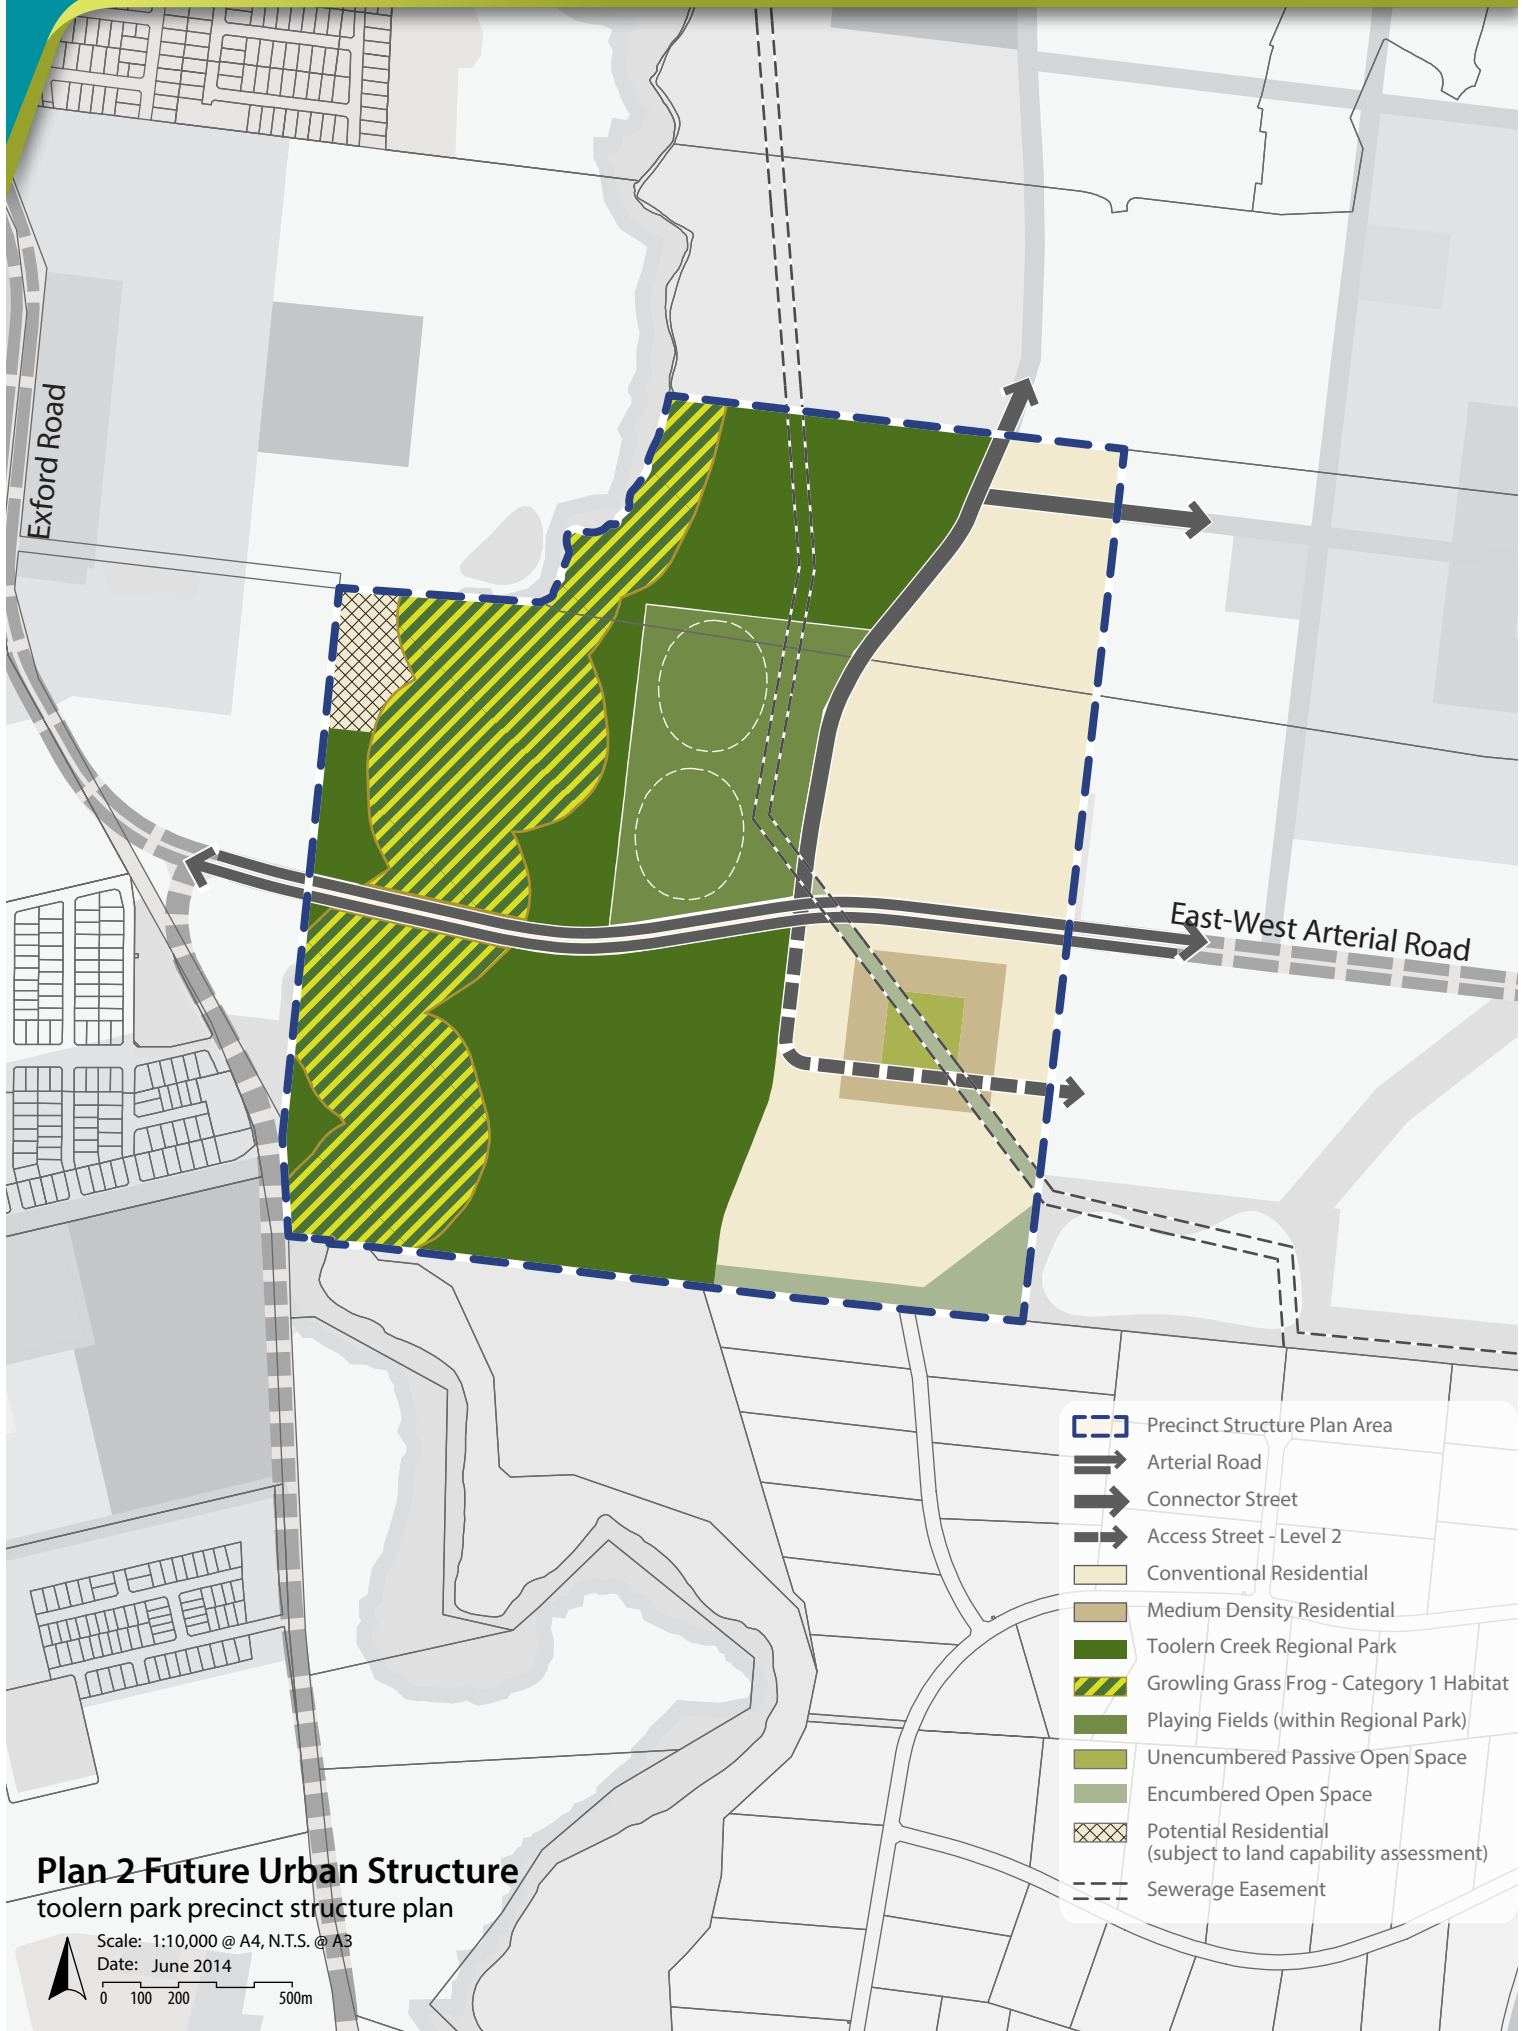 Exford Road
East-West Arterial Road
Precinct Structure Plan Area
Arterial Road
Connector Street
Access Street - Level 2
Conventional Residential
Medium Density Residential
Toolern Creek Regional Park
Growling Grass Frog - Category 1 Habitat
Playing Fields (within Regional Park)
Unencumbered Passive Open Space
Encumbered Open Space
Potential Residential
(subject to land capability assessment)
Sewerage Easement
Plan 2 Future Urban Structure
toolern park precinct structure plan
Scale: 1:10,000 @ A4, N.T.S. @ A3
Date: June 2014
0 100 200 500m